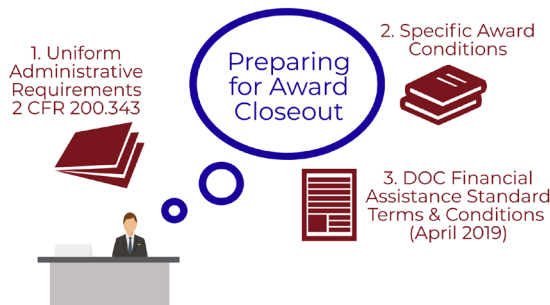 1. Uniform
Administrative
Requirements
2 CFR 200.343
Preparing
for Award
Closeout
2. Specific Award
Conditions
3. DOC Financial
Assistance Standard
Terms & Conditions
(April 2019)